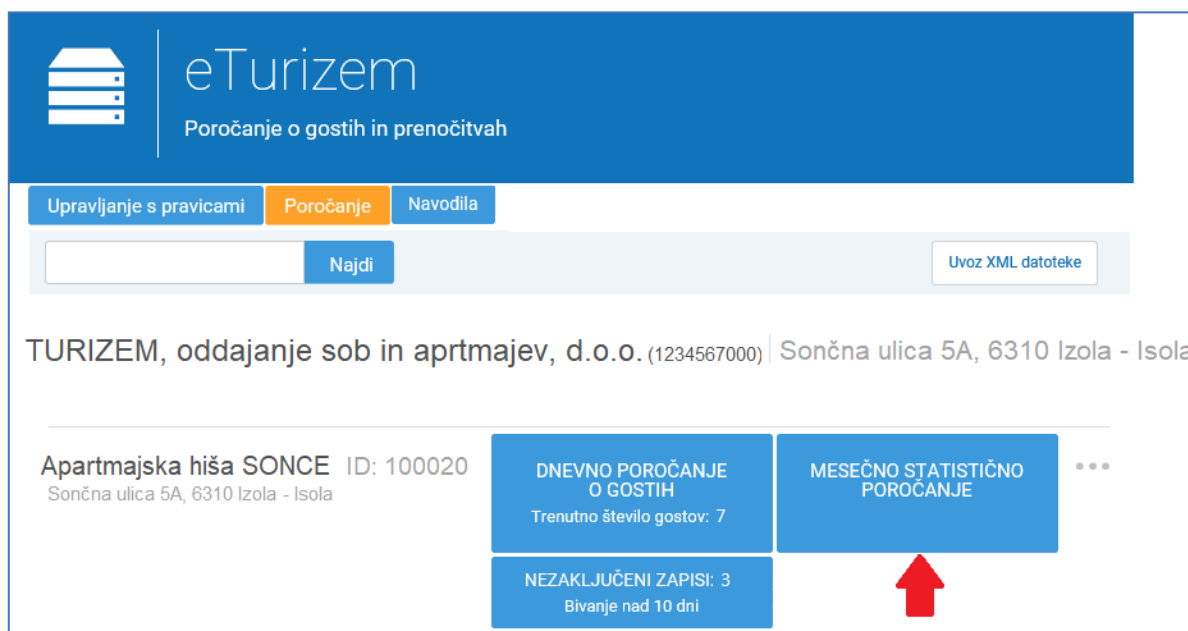 eTurizem
Poročanje o gostih in prenočitvah
Upravljanje s pravicami Poročanje Navodila
Najdi Uvoz XML datoteke
TURIZEM, oddajanje sob in aprtmajev, d.o.o. (1234567000) Sončna ulica 5A, 6310 Izola - Isola
Apartmajska hiša SONCE ID: 100020
Sončna ulica 5A, 6310 Izola - Isola
DNEVNO POROČANJE
O GOSTIH
Trenutno število gostov: 7
MESEČNO STATISTIČNO
POROČANJE
NEZAKLJUČENI ZAPISI: 3
Bivanje nad 10 dni